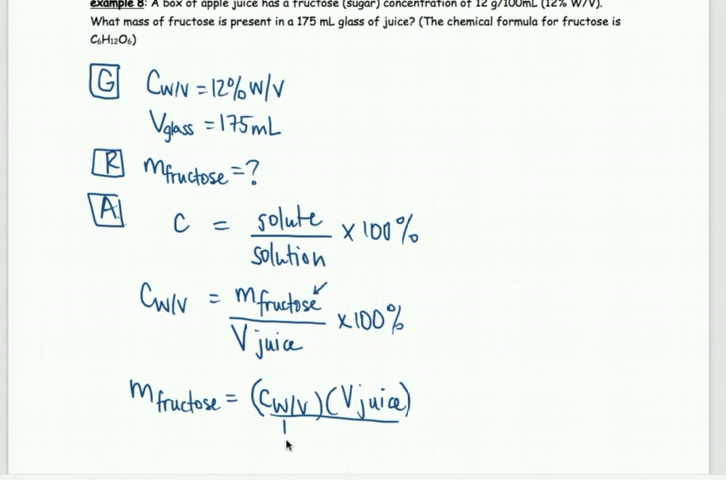 example 8: A box of apple juice has a fructose (sugar) concentration of 12 g/100mL (12% W/V).
What mass of fructose is present in a 175 mL glass of juice? (The chemical formula for fructose is
C₆H₁₂O₆)
G CW/V = 12% W/V
Vglass = 175mL
R mfructose = ?
A C = solute / solution x 100%
CW/V = mfructose / Vjuice x100%
mfructose = (CW/V)(Vjuice)
1